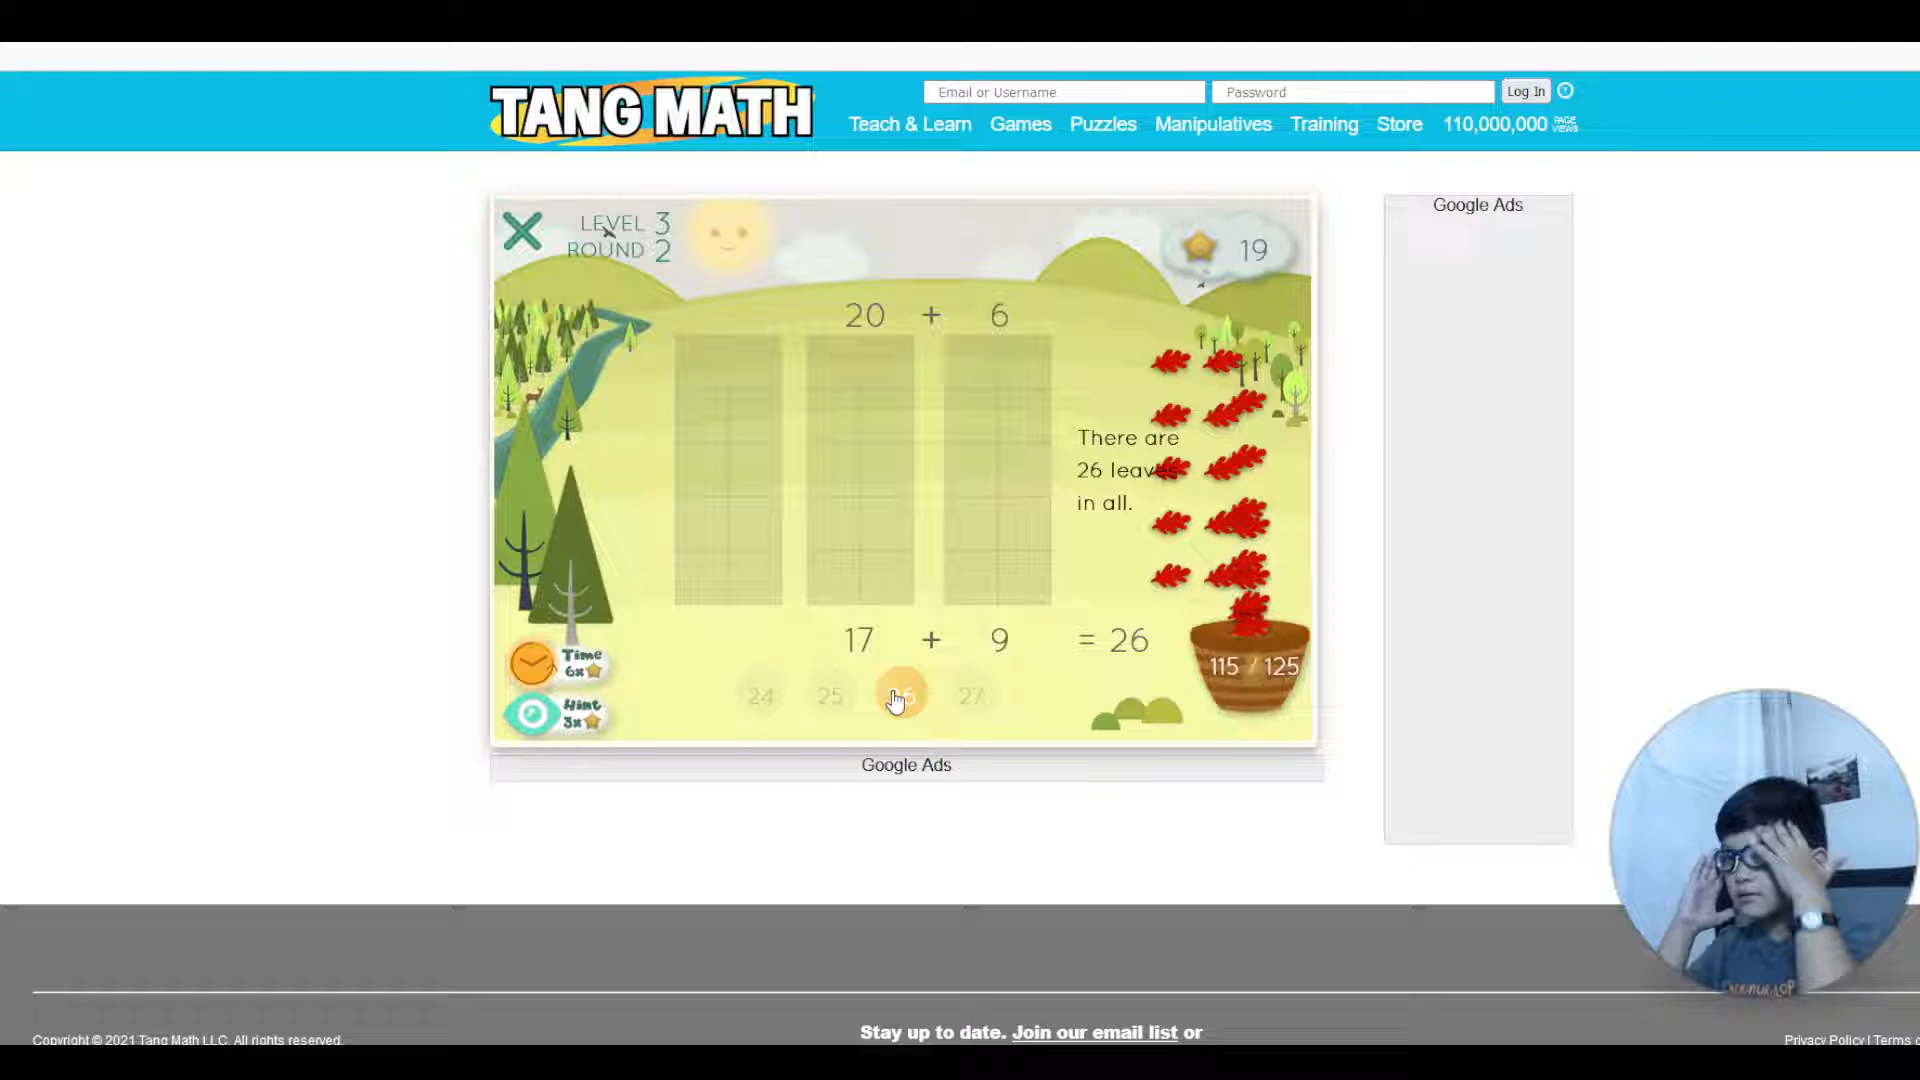 TANG MATH
Email or Username
Password
Log In
Teach & Learn
Games
Puzzles
Manipulatives
Training
Store
110,000,000 PAGE VIEWS
LEVEL 3
ROUND 2
19
20 + 6
There are
26 leaves
in all.
17 + 9 = 26
115 / 125
Time
6x
Hint
3x
24
25
26
27
Google Ads
Google Ads
Stay up to date. Join our email list or
Copyright © 2021 Tang Math LLC. All rights reserved.
Privacy Policy | Terms